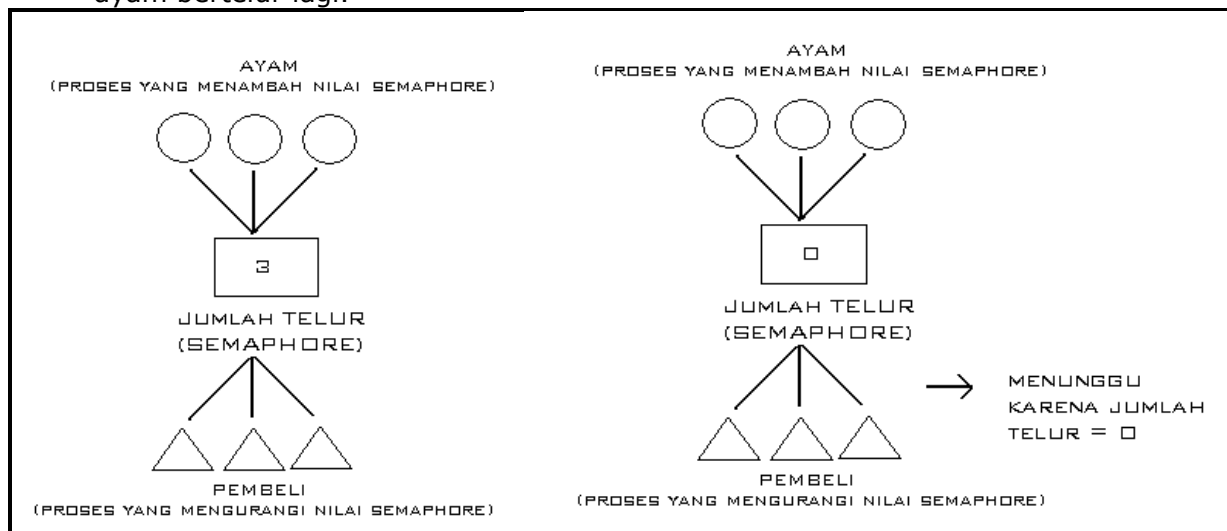 ayam bertelur lagi.
AYAM
(PROSES YANG MENAMBAH NILAI SEMAPHORE)
3
JUMLAH TELUR
(SEMAPHORE)
PEMBELI
(PROSES YANG MENGURANGI NILAI SEMAPHORE)
AYAM
(PROSES YANG MENAMBAH NILAI SEMAPHORE)
0
JUMLAH TELUR
(SEMAPHORE)
MENUNGGU
KARENA JUMLAH
TELUR = 0
PEMBELI
(PROSES YANG MENGURANGI NILAI SEMAPHORE)